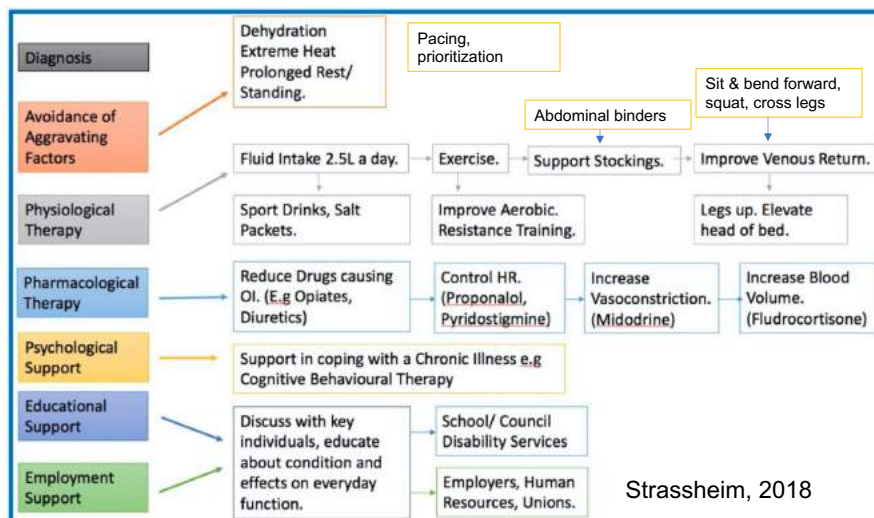 Diagnosis
Dehydration
Extreme Heat
Prolonged Rest/
Standing.
Pacing,
prioritization
Avoidance of
Aggravating
Factors
Abdominal binders
Sit & bend forward,
squat, cross legs
Physiological
Therapy
Fluid Intake 2.5L a day.
Exercise.
Support Stockings.
Improve Venous Return.
Sport Drinks, Salt
Packets.
Improve Aerobic.
Resistance Training.
Legs up. Elevate
head of bed.
Pharmacological
Therapy
Reduce Drugs causing
OI. (E.g Opiates,
Diuretics)
Control HR.
(Proponalol,
Pyridostigmine)
Increase
Vasoconstriction.
(Midodrine)
Increase Blood
Volume.
(Fludrocortisone)
Psychological
Support
Support in coping with a Chronic Illness e.g
Cognitive Behavioural Therapy
Educational
Support
Discuss with key
individuals, educate
about condition and
effects on everyday
function.
School/ Council
Disability Services
Employment
Support
Employers, Human
Resources, Unions.
Strassheim, 2018